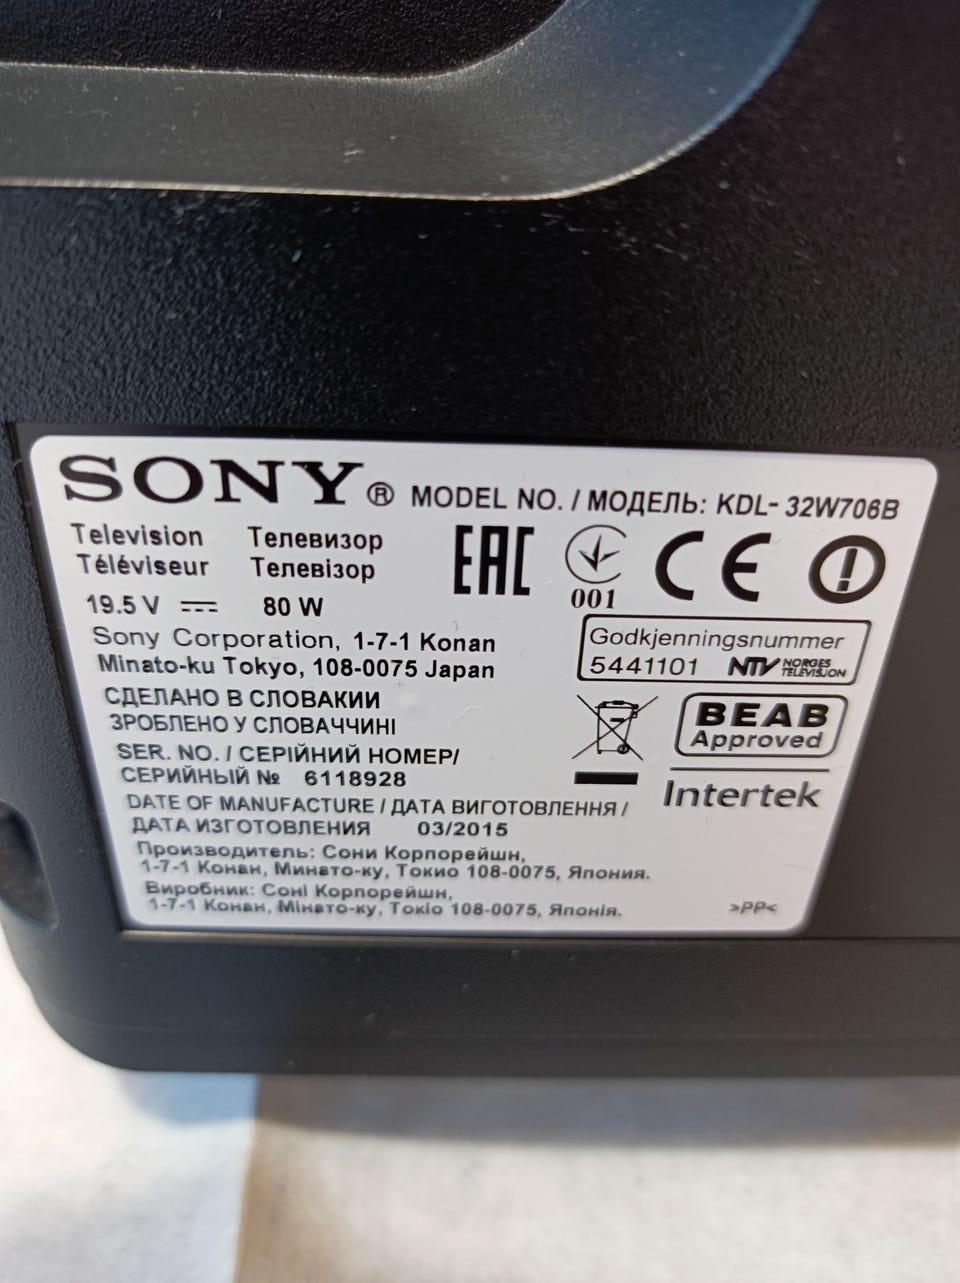 SONY® MODEL NO. / МОДЕЛЬ: KDL- 32W706B
Television Телевизор
Téléviseur Телевізор
19.5 V 80 W
Sony Corporation, 1-7-1 Konan
Minato-ku Tokyo, 108-0075 Japan
СДЕЛАНО В СЛОВАКИИ
ЗРОБЛЕНО У СЛОВАЧЧИНІ
SER. NO. / СЕРІЙНИЙ НОМЕР/
СЕРИЙНЫЙ № 6118928
DATE OF MANUFACTURE / ДАТА ВИГОТОВЛЕННЯ /
ДАТА ИЗГОТОВЛЕНИЯ 03/2015
Производитель: Сони Корпорейшн,
1-7-1 Конан, Минато-ку, Токио 108-0075, Япония.
Виробник: Соні Корпорейшн,
1-7-1 Конан, Мінато-ку, Токіо 108-0075, Японія.
EAC
001
CE
Godkjenningsnummer
5441101 NTV NORGES
TELEVISJON
BEAB
Approved
Intertek
>PP<